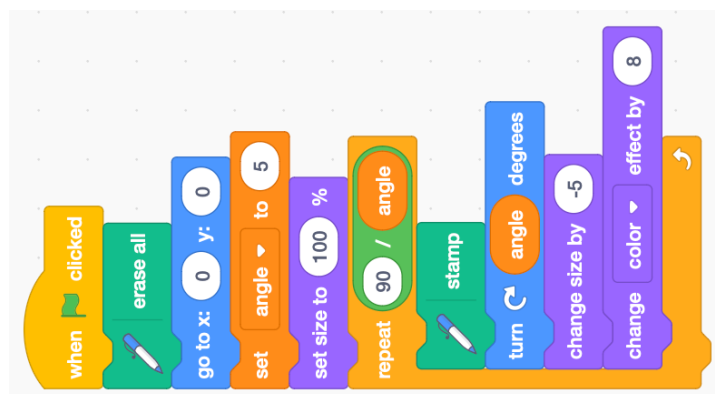 when clicked
erase all
go to x: 0 y: 0
set angle to 5
set size to 100 %
repeat 90 / angle
stamp
turn angle degrees
change size by -5
change color effect by 8